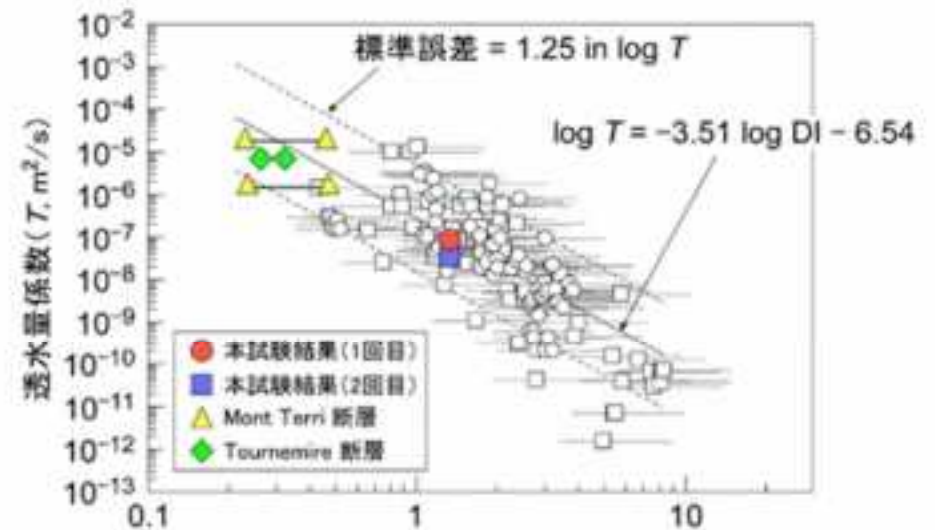 10⁻²
10⁻³
10⁻⁴
10⁻⁵
10⁻⁶
10⁻⁷
10⁻⁸
10⁻⁹
10⁻¹⁰
10⁻¹¹
10⁻¹²
10⁻¹³
透水量係数(T, m²/s)
標準誤差 = 1.25 in log T
log T = −3.51 log DI − 6.54
本試験結果(1回目)
本試験結果(2回目)
Mont Terri 断層
Tournemire 断層
0.1 1 10